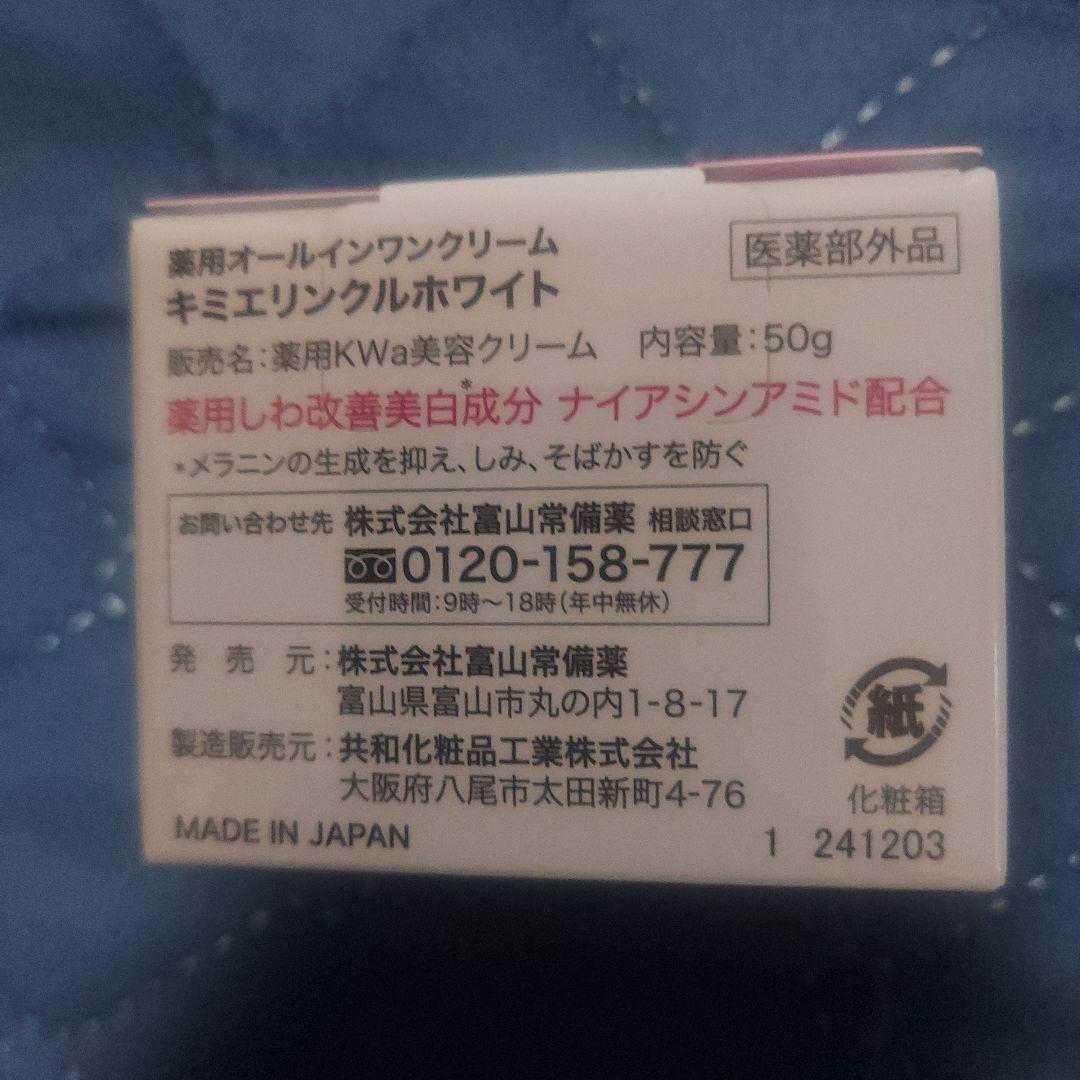 薬用オールインワンクリーム
医薬部外品
キミエリンクルホワイト
販売名:薬用KWa美容クリーム 内容量:50g
薬用しわ改善美白*成分 ナイアシンアミド配合
*メラニンの生成を抑え、しみ、そばかすを防ぐ
お問い合わせ先 株式会社富山常備薬 相談窓口
0120-158-777
受付時間:9時~18時(年中無休)
発売元:株式会社富山常備薬
富山県富山市丸の内1-8-17
製造販売元:共和化粧品工業株式会社
大阪府八尾市太田新町4-76
紙
化粧箱
MADE IN JAPAN
1 241203